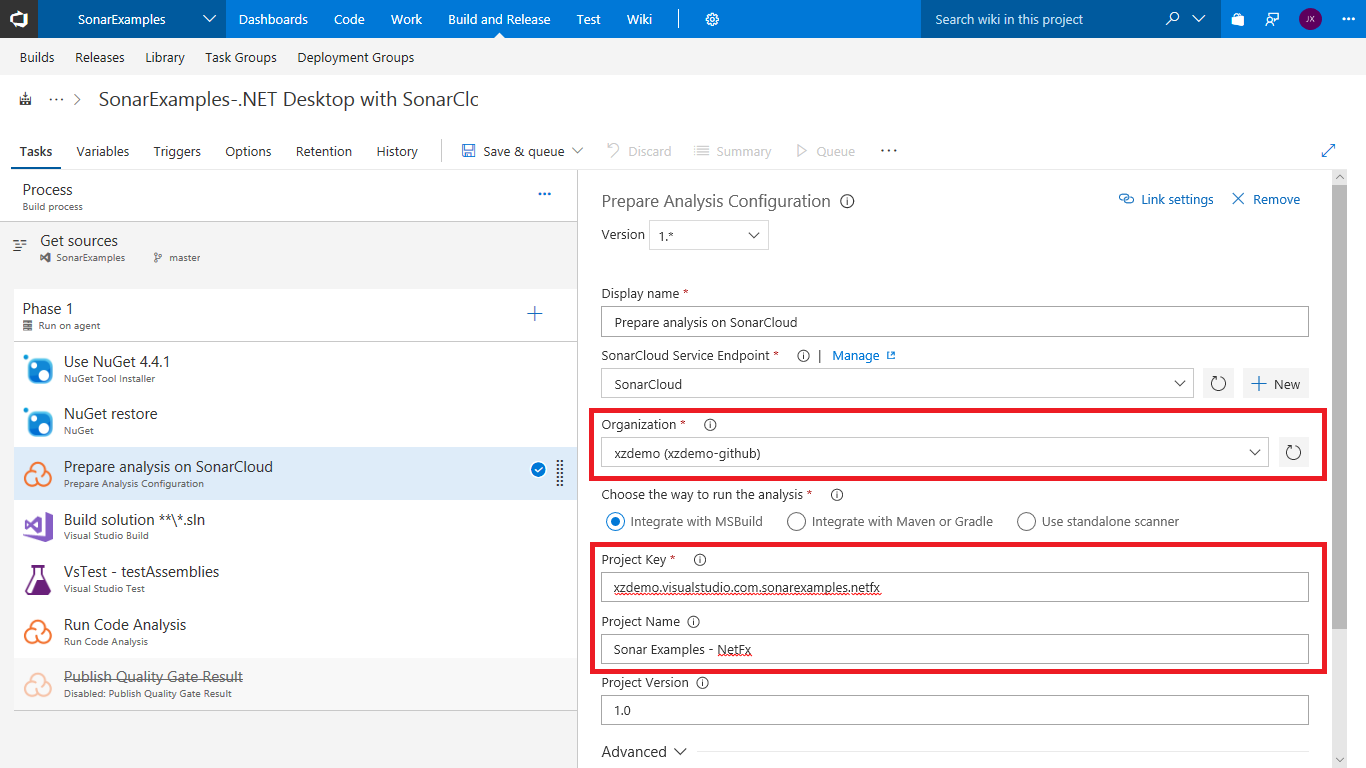 SonarExamples
Dashboards Code Work Build and Release Test Wiki
Search wiki in this project
JX
Builds Releases Library Task Groups Deployment Groups
SonarExamples-.NET Desktop with SonarClc
Tasks Variables Triggers Options Retention History Save & queue Discard Summary Queue
Process
Build process
Get sources
SonarExamples master
Phase 1
Run on agent
Use NuGet 4.4.1
NuGet Tool Installer
NuGet restore
NuGet
Prepare analysis on SonarCloud
Prepare Analysis Configuration
Build solution **\*.sln
Visual Studio Build
VsTest - testAssemblies
Visual Studio Test
Run Code Analysis
Run Code Analysis
Publish Quality Gate Result
Disabled: Publish Quality Gate Result
Prepare Analysis Configuration
Link settings Remove
Version 1.*
Display name *
Prepare analysis on SonarCloud
SonarCloud Service Endpoint * | Manage
SonarCloud
New
Organization *
xzdemo (xzdemo-github)
Choose the way to run the analysis *
Integrate with MSBuild Integrate with Maven or Gradle Use standalone scanner
Project Key *
xzdemo.visualstudio.com.sonarexamples.netfx
Project Name
Sonar Examples - NetFx
Project Version
1.0
Advanced